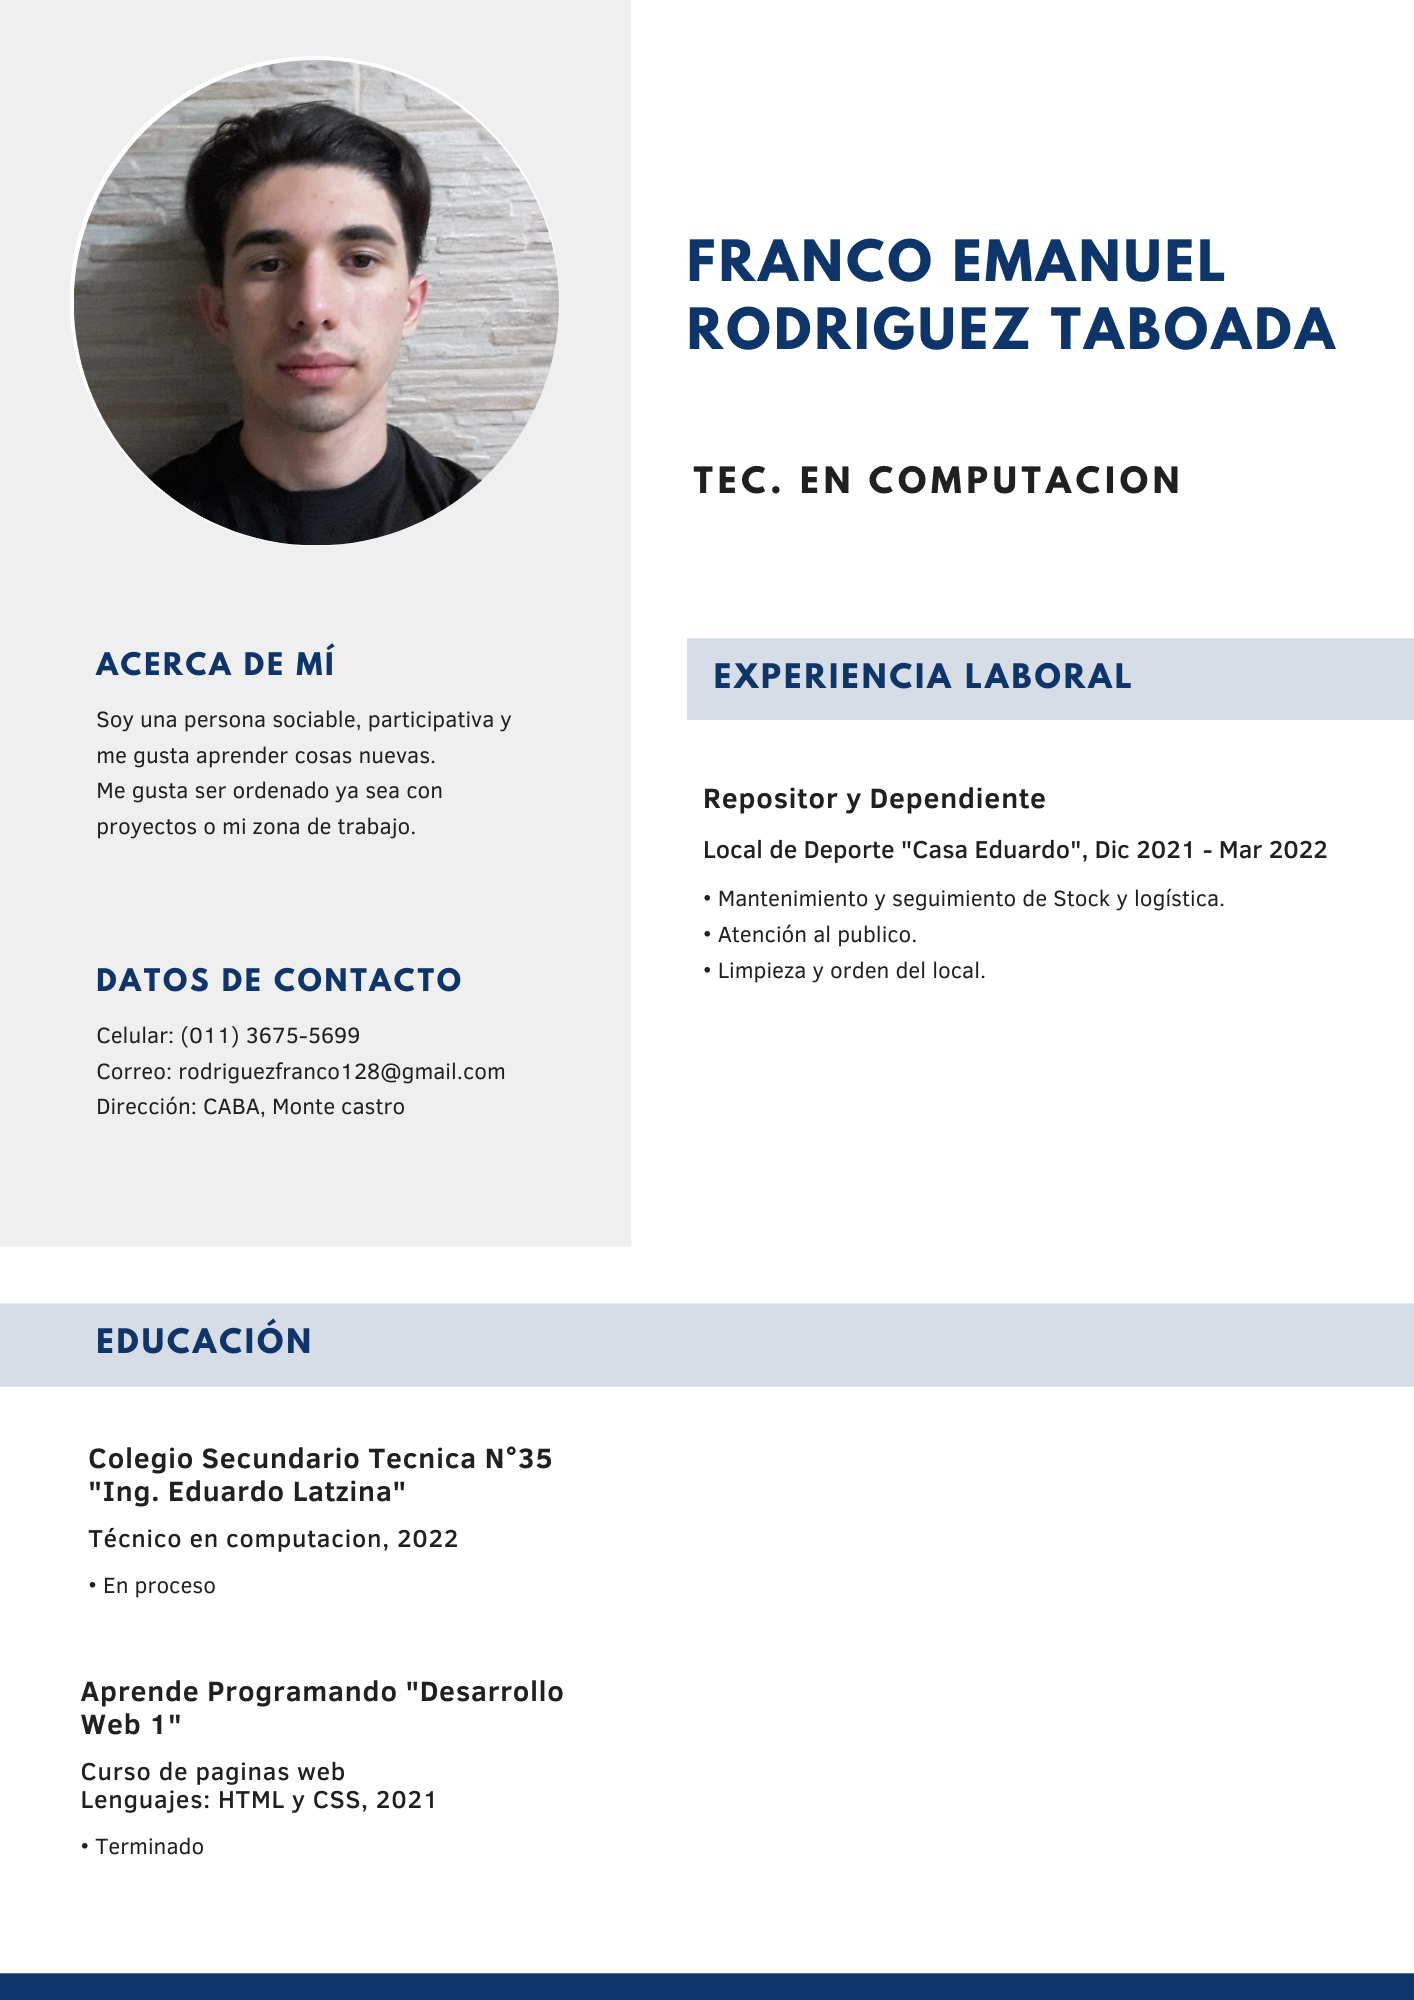 FRANCO EMANUEL
RODRIGUEZ TABOADA
TEC. EN COMPUTACION
ACERCA DE MÍ
Soy una persona sociable, participativa y
me gusta aprender cosas nuevas.
Me gusta ser ordenado ya sea con
proyectos o mi zona de trabajo.
DATOS DE CONTACTO
Celular: (011) 3675-5699
Correo: rodriguezfranco128@gmail.com
Dirección: CABA, Monte castro
EXPERIENCIA LABORAL
Repositor y Dependiente
Local de Deporte "Casa Eduardo", Dic 2021 - Mar 2022
• Mantenimiento y seguimiento de Stock y logística.
• Atención al publico.
• Limpieza y orden del local.
EDUCACIÓN
Colegio Secundario Tecnica N°35
"Ing. Eduardo Latzina"
Técnico en computacion, 2022
• En proceso
Aprende Programando "Desarrollo
Web 1"
Curso de paginas web
Lenguajes: HTML y CSS, 2021
• Terminado